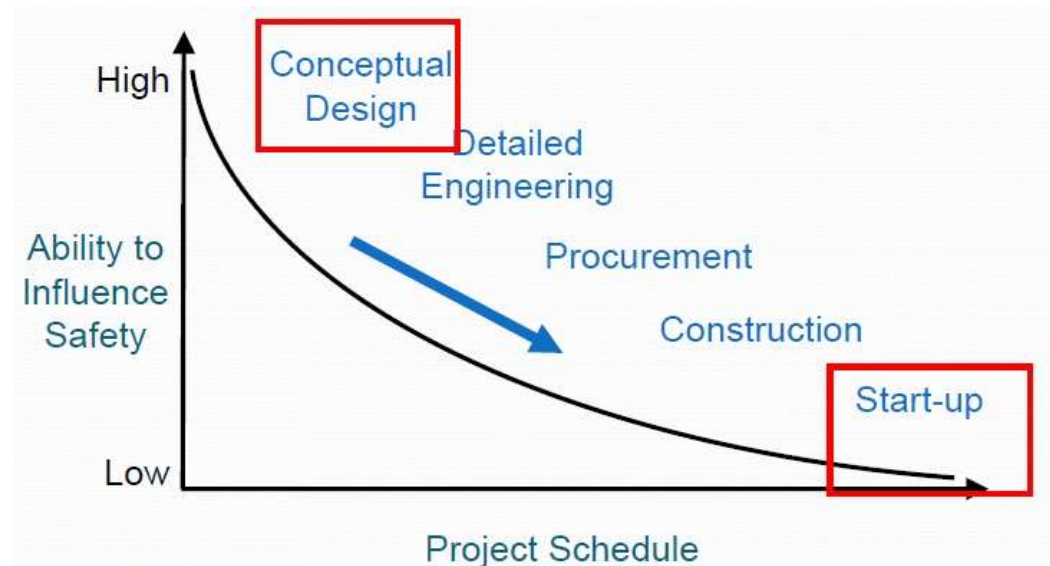 High
Conceptual
Design
Detailed
Engineering
Ability to
Influence
Safety
Procurement
Construction
Start-up
Low
Project Schedule